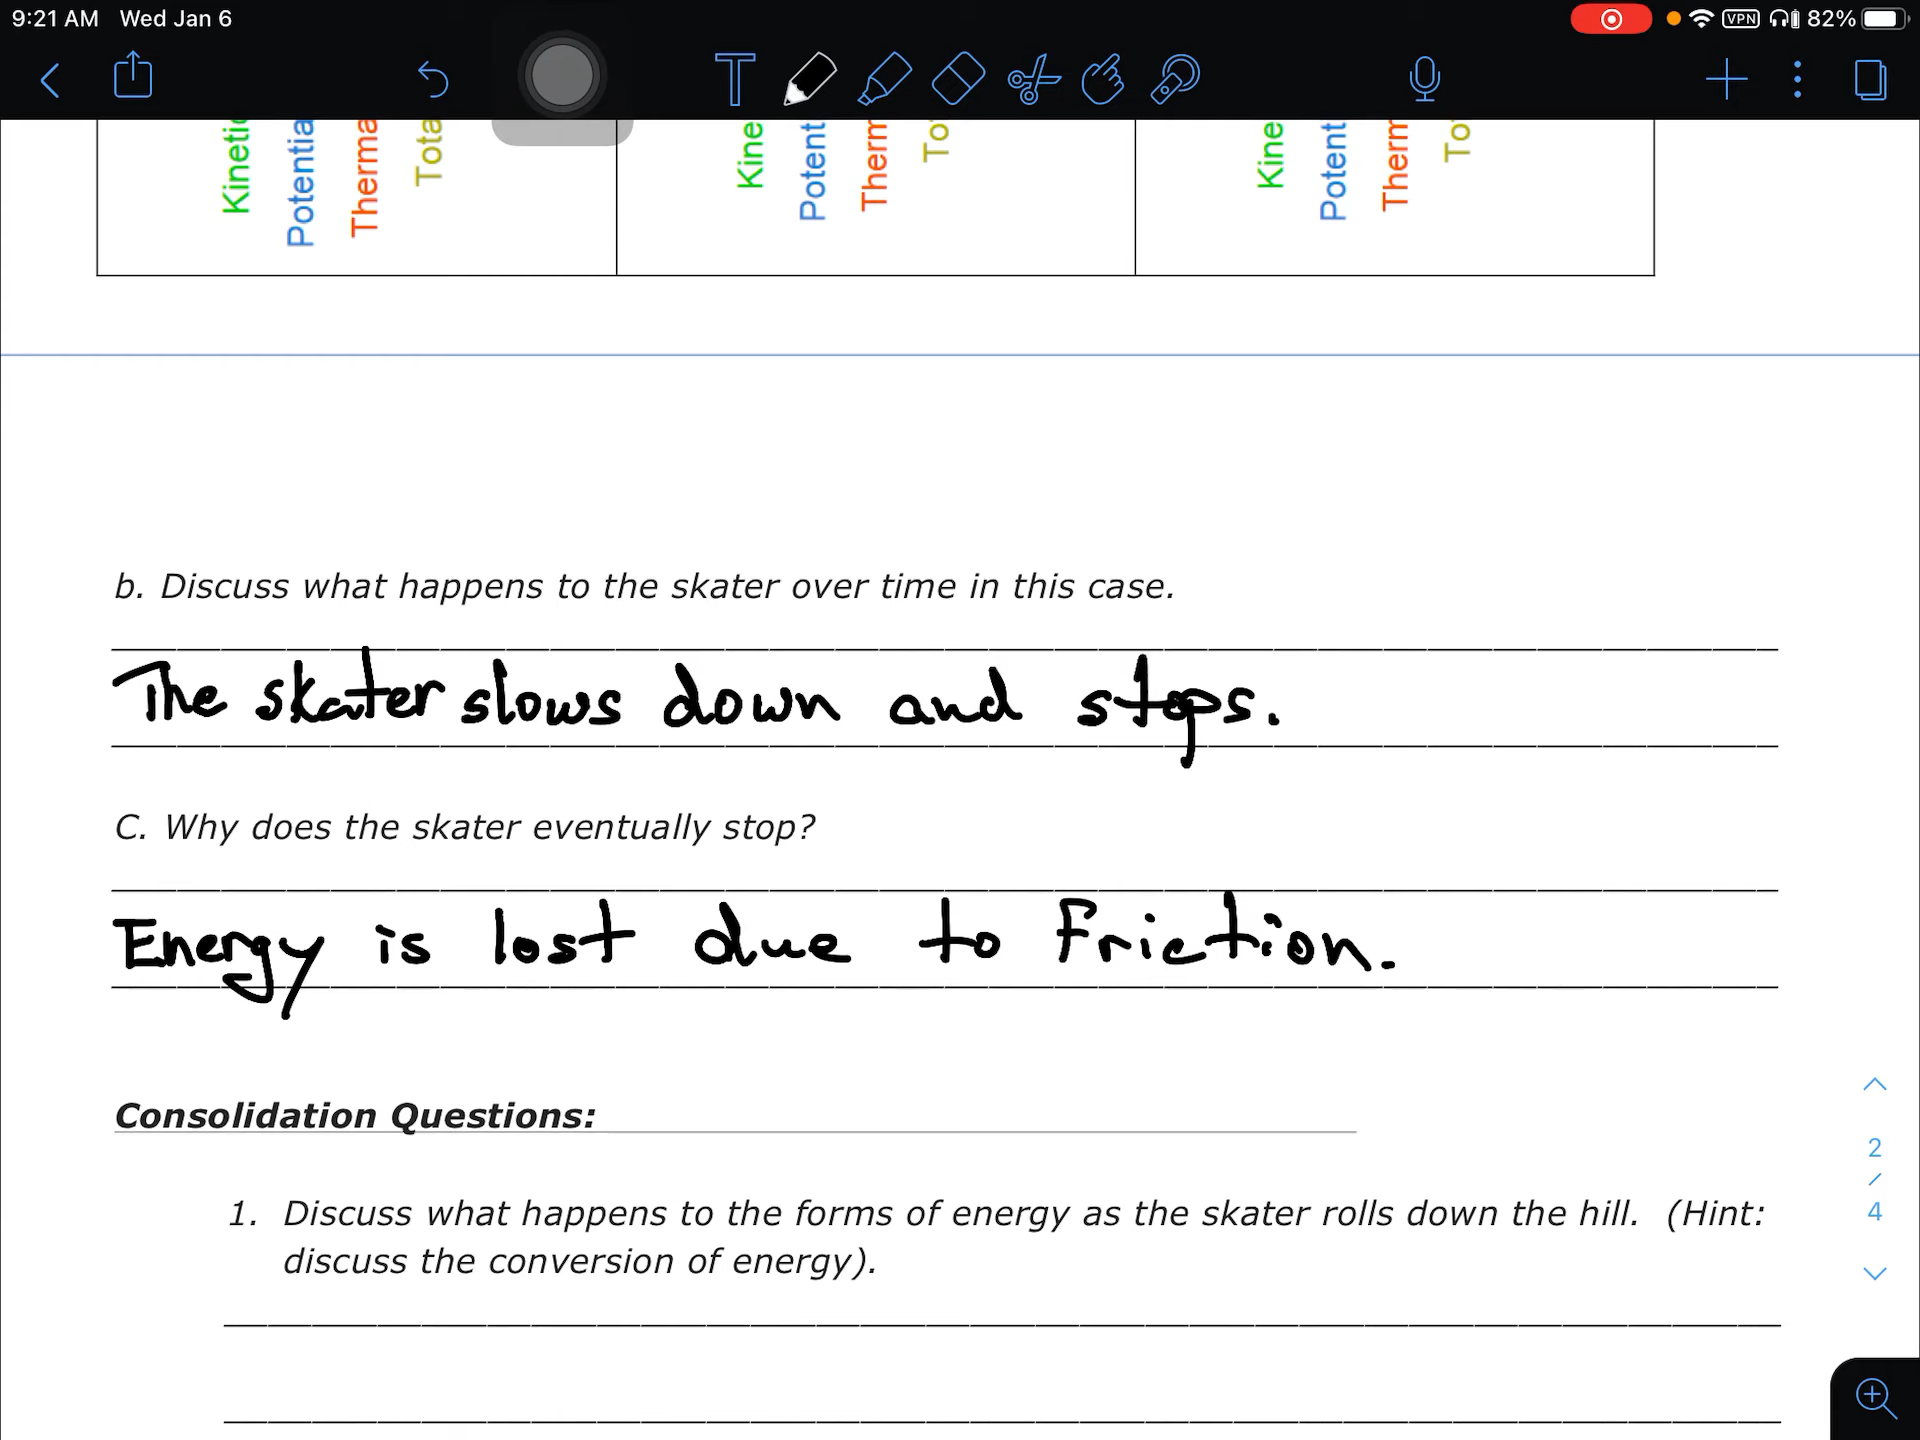 9:21 AM Wed Jan 6
VPN 82%
T
Kinetic Potentia Therma Tota Kine Potent Therm To Kine Potent Therm To
b. Discuss what happens to the skater over time in this case.
The skater slows down and stops.
C. Why does the skater eventually stop?
Energy is lost due to Friction.
Consolidation Questions:
1. Discuss what happens to the forms of energy as the skater rolls down the hill. (Hint:
discuss the conversion of energy).
2
/
4